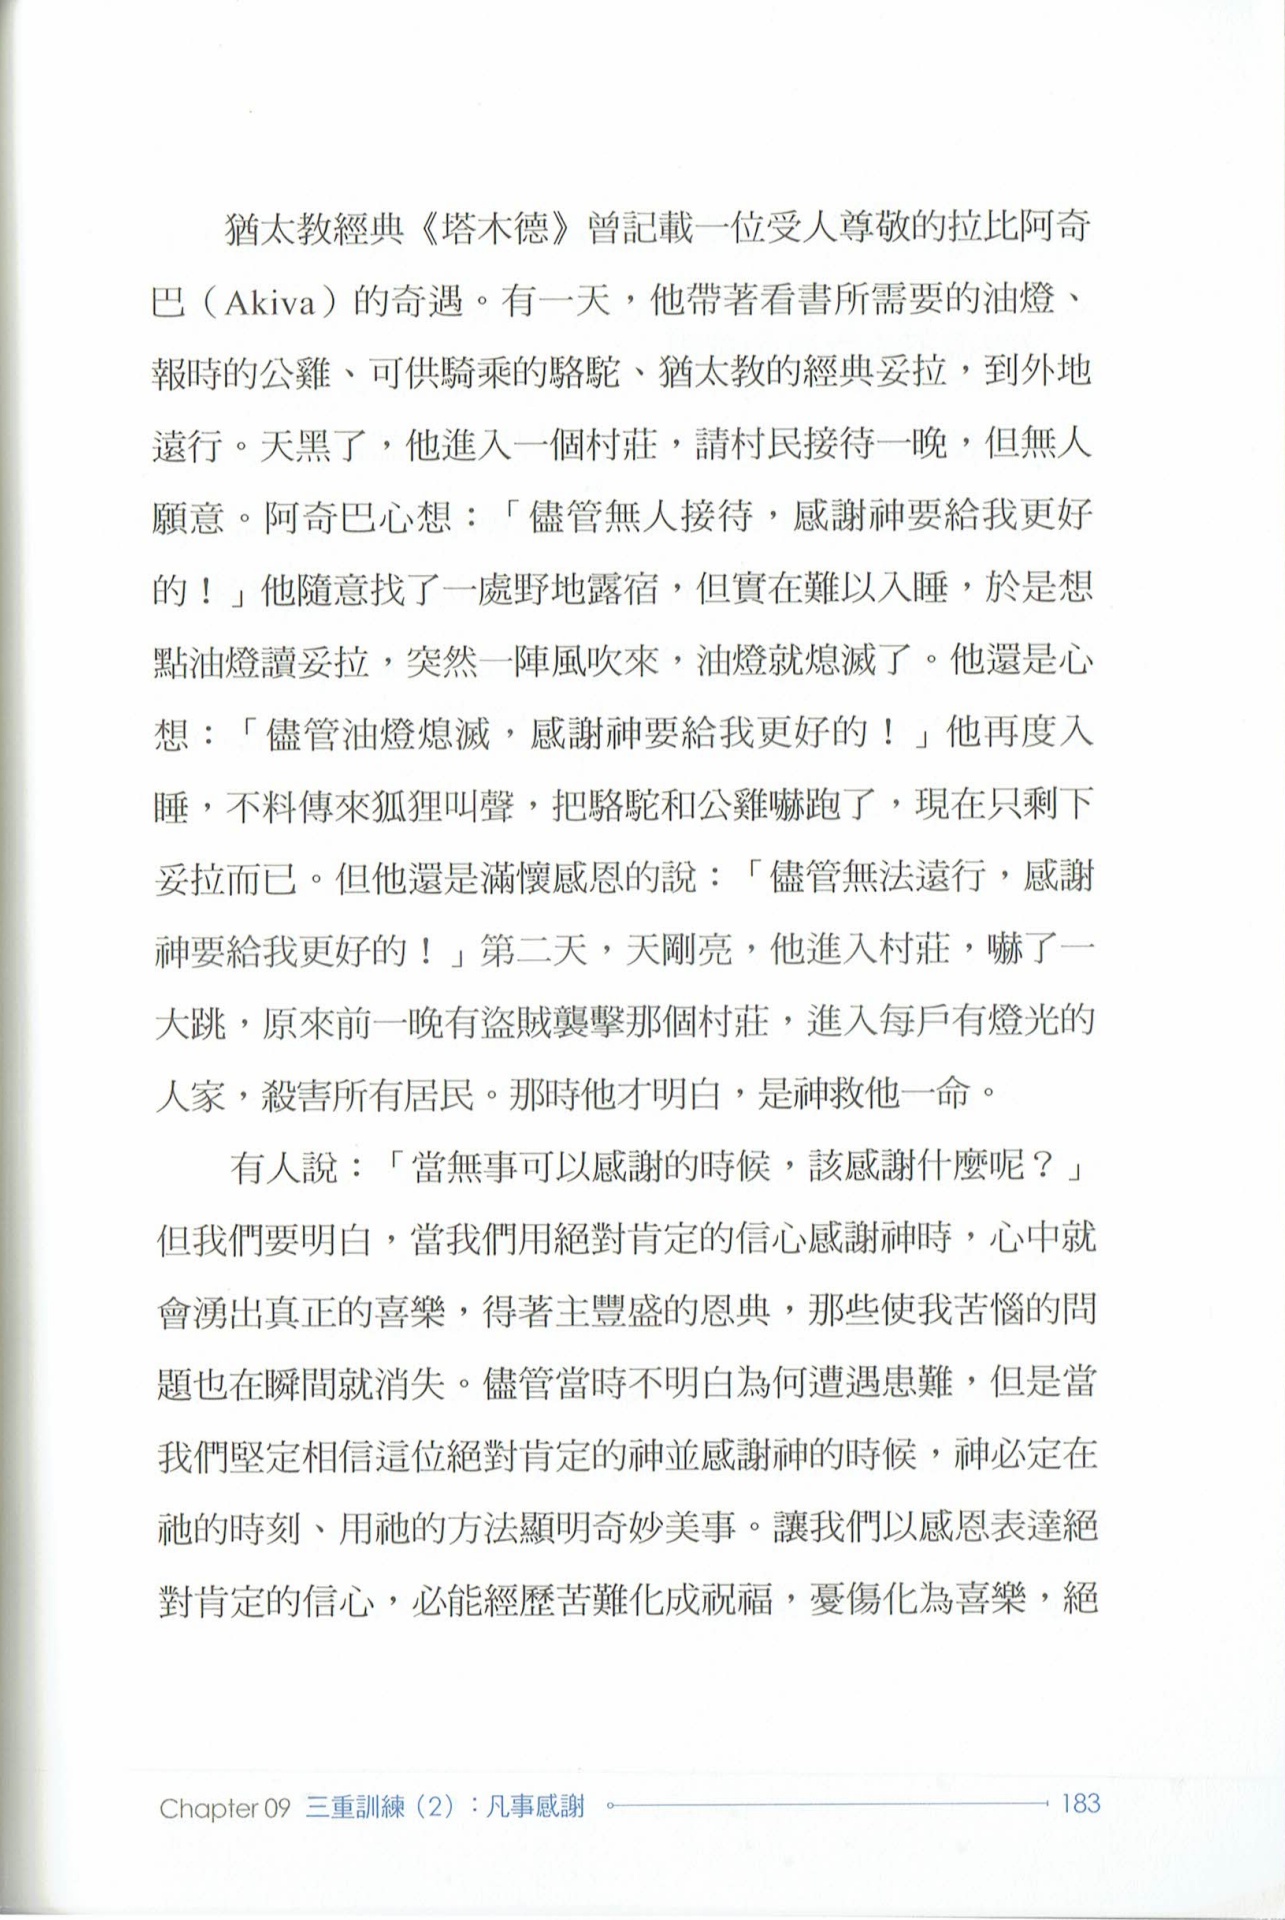 猶太教經典《塔木德》曾記載一位受人尊敬的拉比阿奇
巴（Akiva）的奇遇。有一天，他帶著看書所需要的油燈、
報時的公雞、可供騎乘的駱駝、猶太教的經典妥拉，到外地
遠行。天黑了，他進入一個村莊，請村民接待一晚，但無人
願意。阿奇巴心想：「儘管無人接待，感謝神要給我更好
的！」他隨意找了一處野地露宿，但實在難以入睡，於是想
點油燈讀妥拉，突然一陣風吹來，油燈就熄滅了。他還是心
想：「儘管油燈熄滅，感謝神要給我更好的！」他再度入
睡，不料傳來狐狸叫聲，把駱駝和公雞嚇跑了，現在只剩下
妥拉而已。但他還是滿懷感恩的說：「儘管無法遠行，感謝
神要給我更好的！」第二天，天剛亮，他進入村莊，嚇了一
大跳，原來前一晚有盜賊襲擊那個村莊，進入每戶有燈光的
人家，殺害所有居民。那時他才明白，是神救他一命。
有人說：「當無事可以感謝的時候，該感謝什麼呢？」
但我們要明白，當我們用絕對肯定的信心感謝神時，心中就
會湧出真正的喜樂，得著主豐盛的恩典，那些使我苦惱的問
題也在瞬間就消失。儘管當時不明白為何遭遇患難，但是當
我們堅定相信這位絕對肯定的神並感謝神的時候，神必定在
祂的時刻、用祂的方法顯明奇妙美事。讓我們以感恩表達絕
對肯定的信心，必能經歷苦難化成祝福，憂傷化為喜樂，絕
Chapter 09 三重訓練（2）：凡事感謝 183